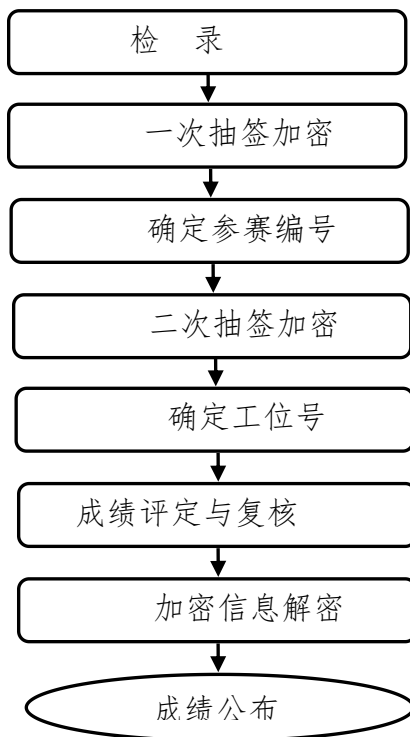 检 录
一次抽签加密
确定参赛编号
二次抽签加密
确定工位号
成绩评定与复核
加密信息解密
成绩公布